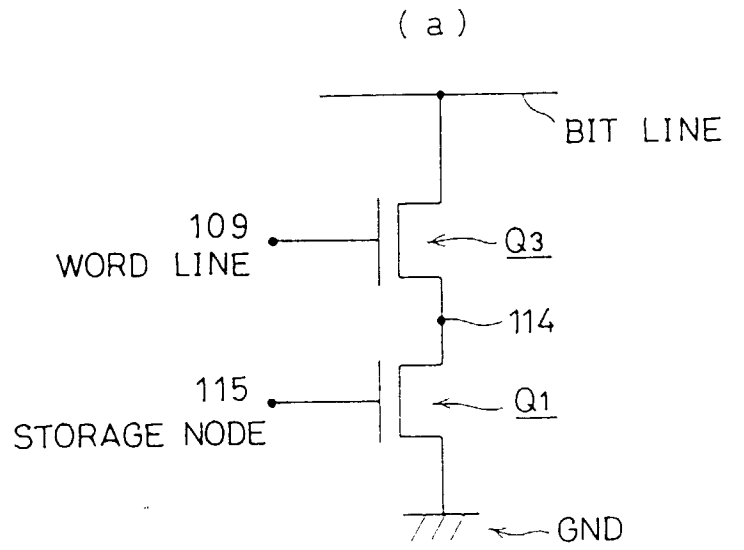 (a)
BIT LINE
109
WORD LINE
Q3
114
115
STORAGE NODE
Q1
GND